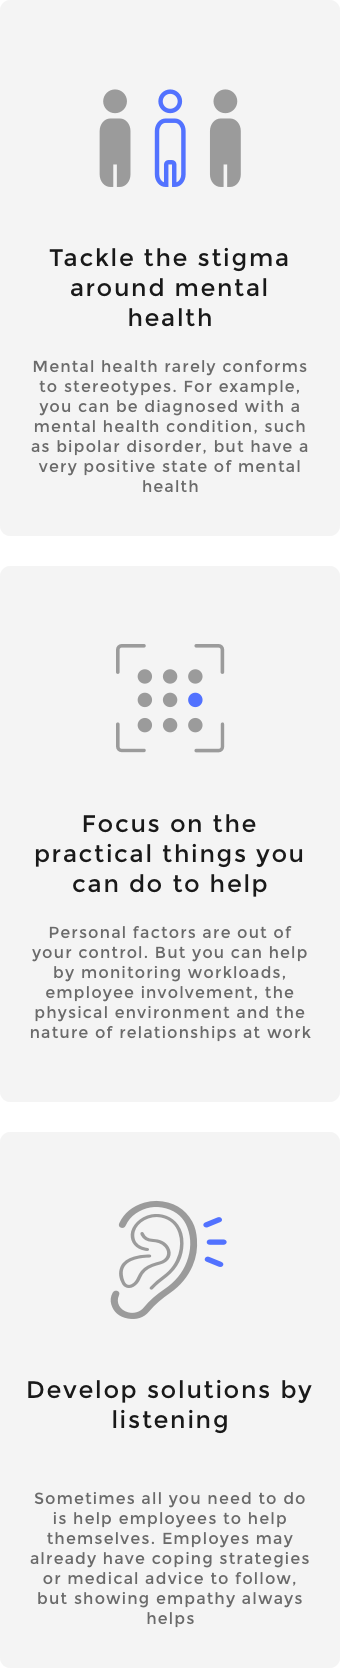 Tackle the stigma
around mental
health
Mental health rarely conforms
to stereotypes. For example,
you can be diagnosed with a
mental health condition, such
as bipolar disorder, but have a
very positive state of mental
health
Focus on the
practical things you
can do to help
Personal factors are out of
your control. But you can help
by monitoring workloads,
employee involvement, the
physical environment and the
nature of relationships at work
Develop solutions by
listening
Sometimes all you need to do
is help employees to help
themselves. Employes may
already have coping strategies
or medical advice to follow,
but showing empathy always
helps